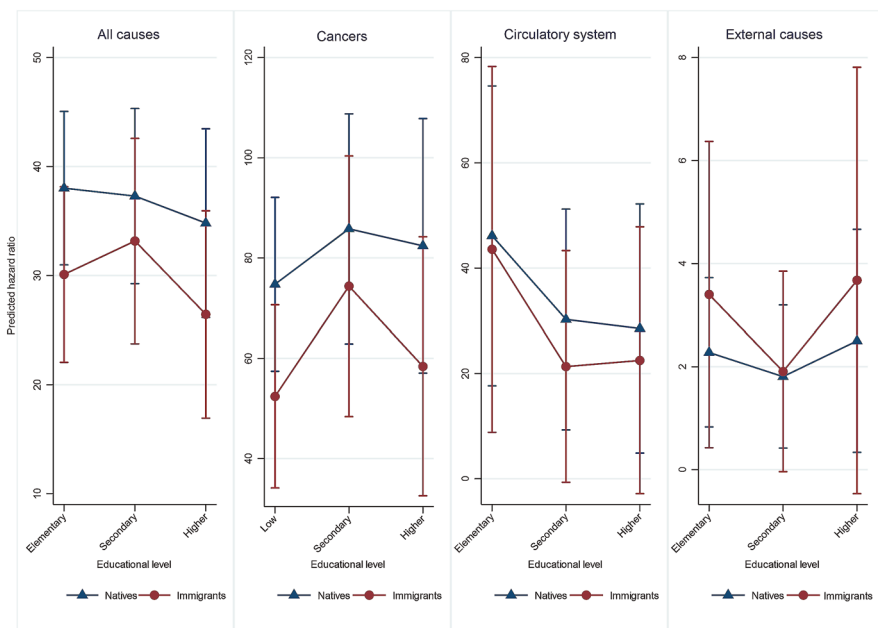 All causes
Cancers
Circulatory system
External causes
Predicted hazard ratio
50
40
30
20
10
Elementary
Secondary
Higher
Educational level
Natives
Immigrants
120
100
80
60
40
Low
Secondary
Higher
Educational level
Natives
Immigrants
80
60
40
20
0
Elementary
Secondary
Higher
Educational level
Natives
Immigrants
8
6
4
2
0
Elementary
Secondary
Higher
Educational level
Natives
Immigrants